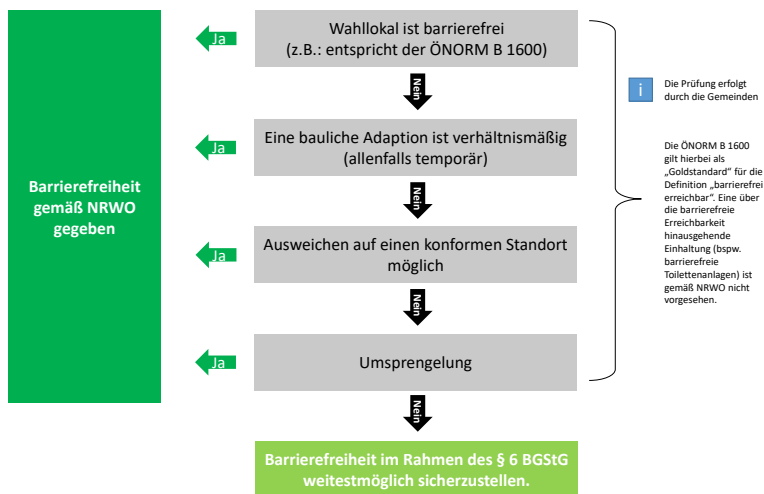 Wahllokal ist barrierefrei
(z.B.: entspricht der ÖNORM B 1600)
Ja
Nein
Eine bauliche Adaption ist verhältnismäßig
(allenfalls temporär)
Ja
Nein
Barrierefreiheit
gemäß NRWO
gegeben
Ausweichen auf einen konformen Standort
möglich
Ja
Nein
Umsprengelung
Ja
Nein
Barrierefreiheit im Rahmen des § 6 BGStG
weitestmöglich sicherzustellen.
i
Die Prüfung erfolgt
durch die Gemeinden
Die ÖNORM B 1600
gilt hierbei als
„Goldstandard" für die
Definition „barrierefrei
erreichbar". Eine über
die barrierefreie
Erreichbarkeit
hinausgehende
Einhaltung (bspw.
barrierefreie
Toilettenanlagen) ist
gemäß NRWO nicht
vorgesehen.